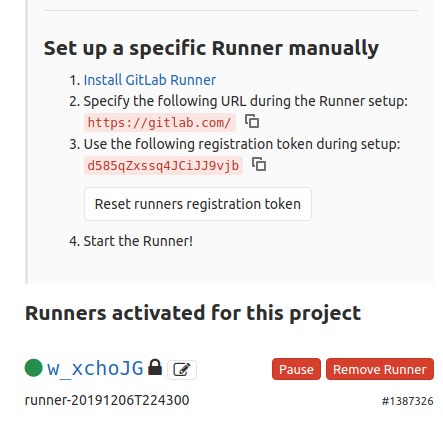 Set up a specific Runner manually
1. Install GitLab Runner
2. Specify the following URL during the Runner setup:
https://gitlab.com/
3. Use the following registration token during setup:
d585qZxssq4JCiJJ9vjb
Reset runners registration token
4. Start the Runner!
Runners activated for this project
w_xchoJG Pause Remove Runner
runner-20191206T224300 #1387326